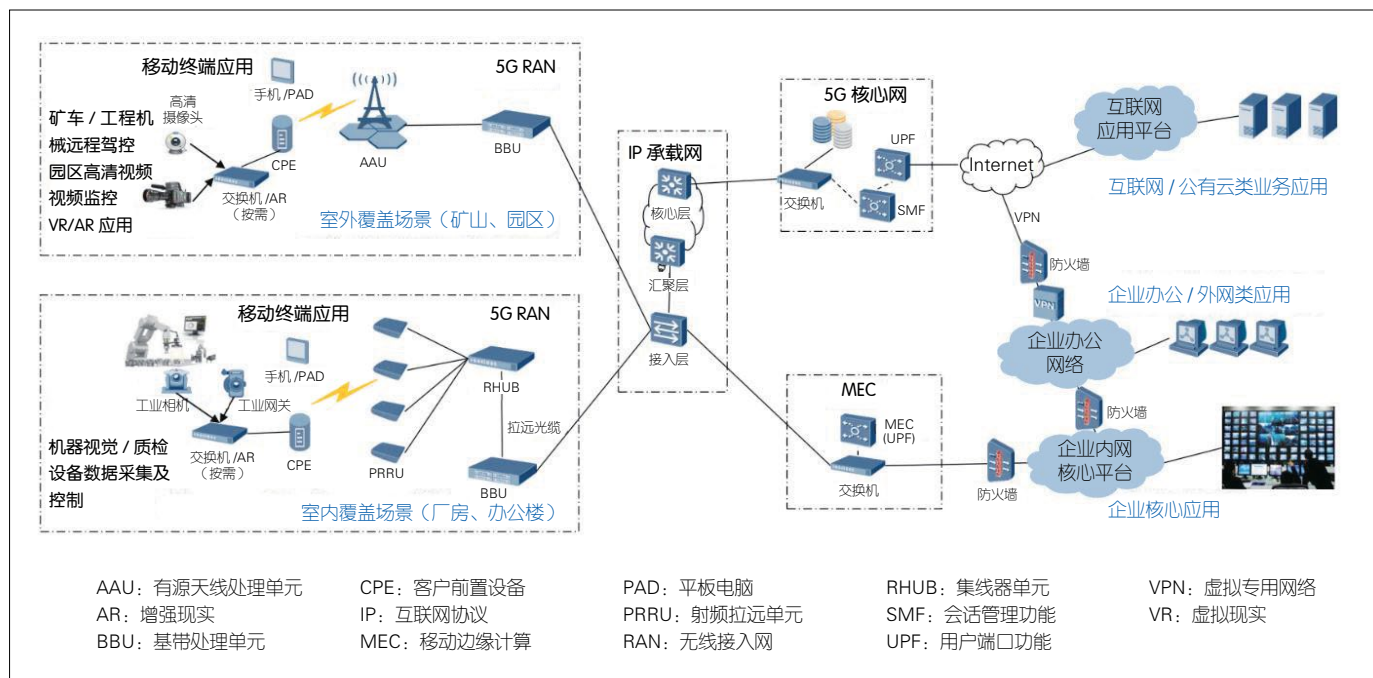 移动终端应用
5G RAN
手机/PAD
高清
摄像头
矿车 / 工程机
械远程驾控
园区高清视频
视频监控
VR/AR 应用
CPE
交换机/AR
（按需）
AAU
BBU
室外覆盖场景（矿山、园区）
移动终端应用
5G RAN
手机/PAD
工业相机
工业网关
机器视觉 / 质检
设备数据采集及
控制
交换机/AR
（按需）
CPE
PRRU
RHUB
拉远光缆
BBU
室内覆盖场景（厂房、办公楼）
IP 承载网
核心层
汇聚层
接入层
5G 核心网
UPF
交换机
SMF
MEC
MEC
(UPF)
交换机
Internet
VPN
防火墙
VPN
互联网
应用平台
互联网 / 公有云类业务应用
企业办公 / 外网类应用
企业办公
网络
防火墙
防火墙
企业内网
核心平台
企业核心应用
AAU：有源天线处理单元
AR：增强现实
BBU：基带处理单元
CPE：客户前置设备
IP：互联网协议
MEC：移动边缘计算
PAD：平板电脑
PRRU：射频拉远单元
RAN：无线接入网
RHUB：集线器单元
SMF：会话管理功能
UPF：用户端口功能
VPN：虚拟专用网络
VR：虚拟现实